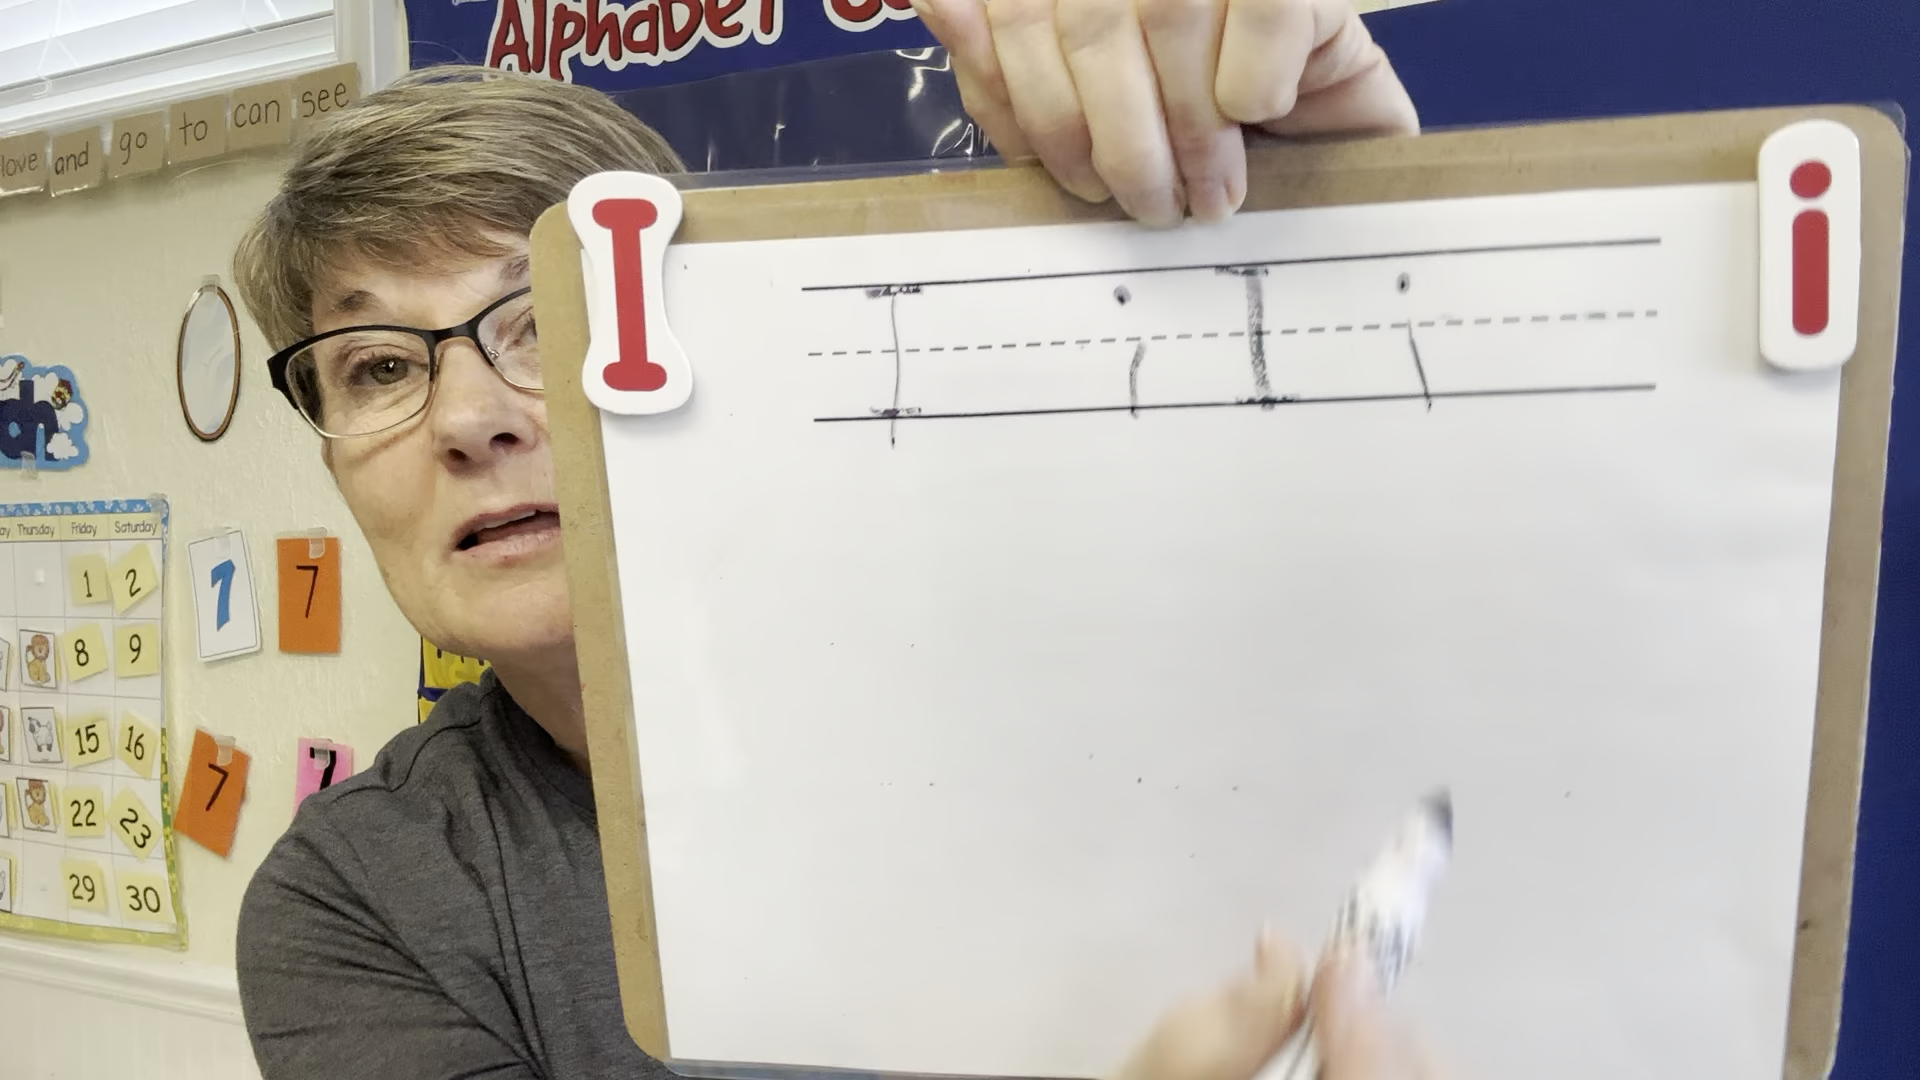 Alphabet
love and go to can see
I i
I i I i
Thursday Friday Saturday
1 2
8 9
15 16
22 23
29 30
7 7
7 7